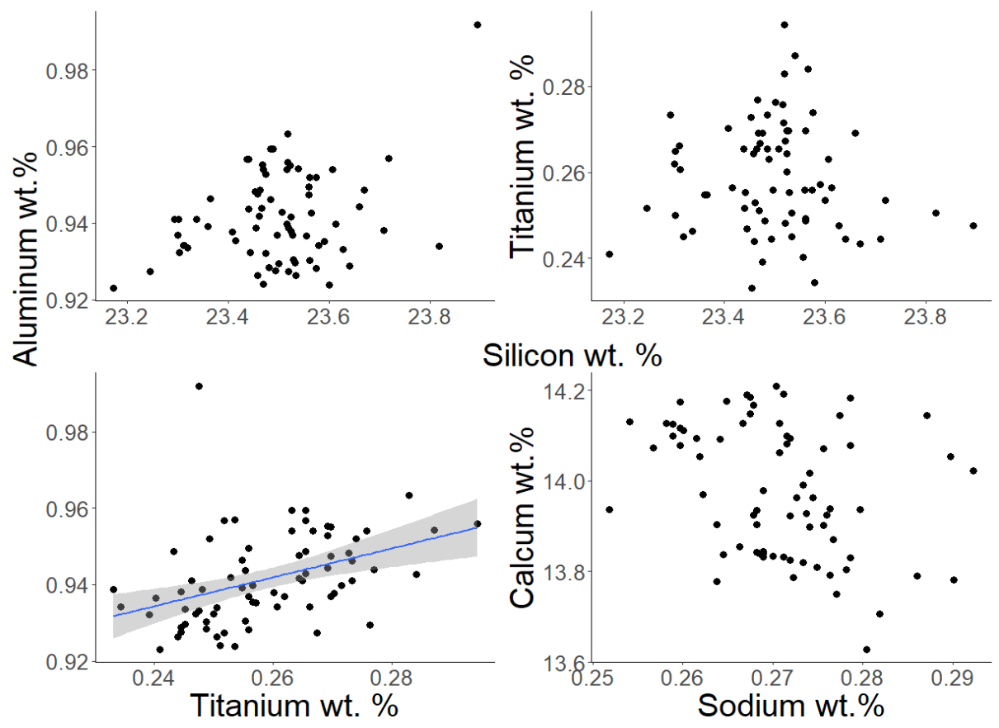 Aluminum wt.%
0.98
0.96
0.94
0.92
23.2 23.4 23.6 23.8
Titanium wt. %
0.28
0.26
0.24
23.2 23.4 23.6 23.8
Silicon wt. %
0.98
0.96
0.94
0.92
0.24 0.26 0.28
Titanium wt. %
Calcum wt.%
14.2
14.0
13.8
13.6
0.25 0.26 0.27 0.28 0.29
Sodium wt.%